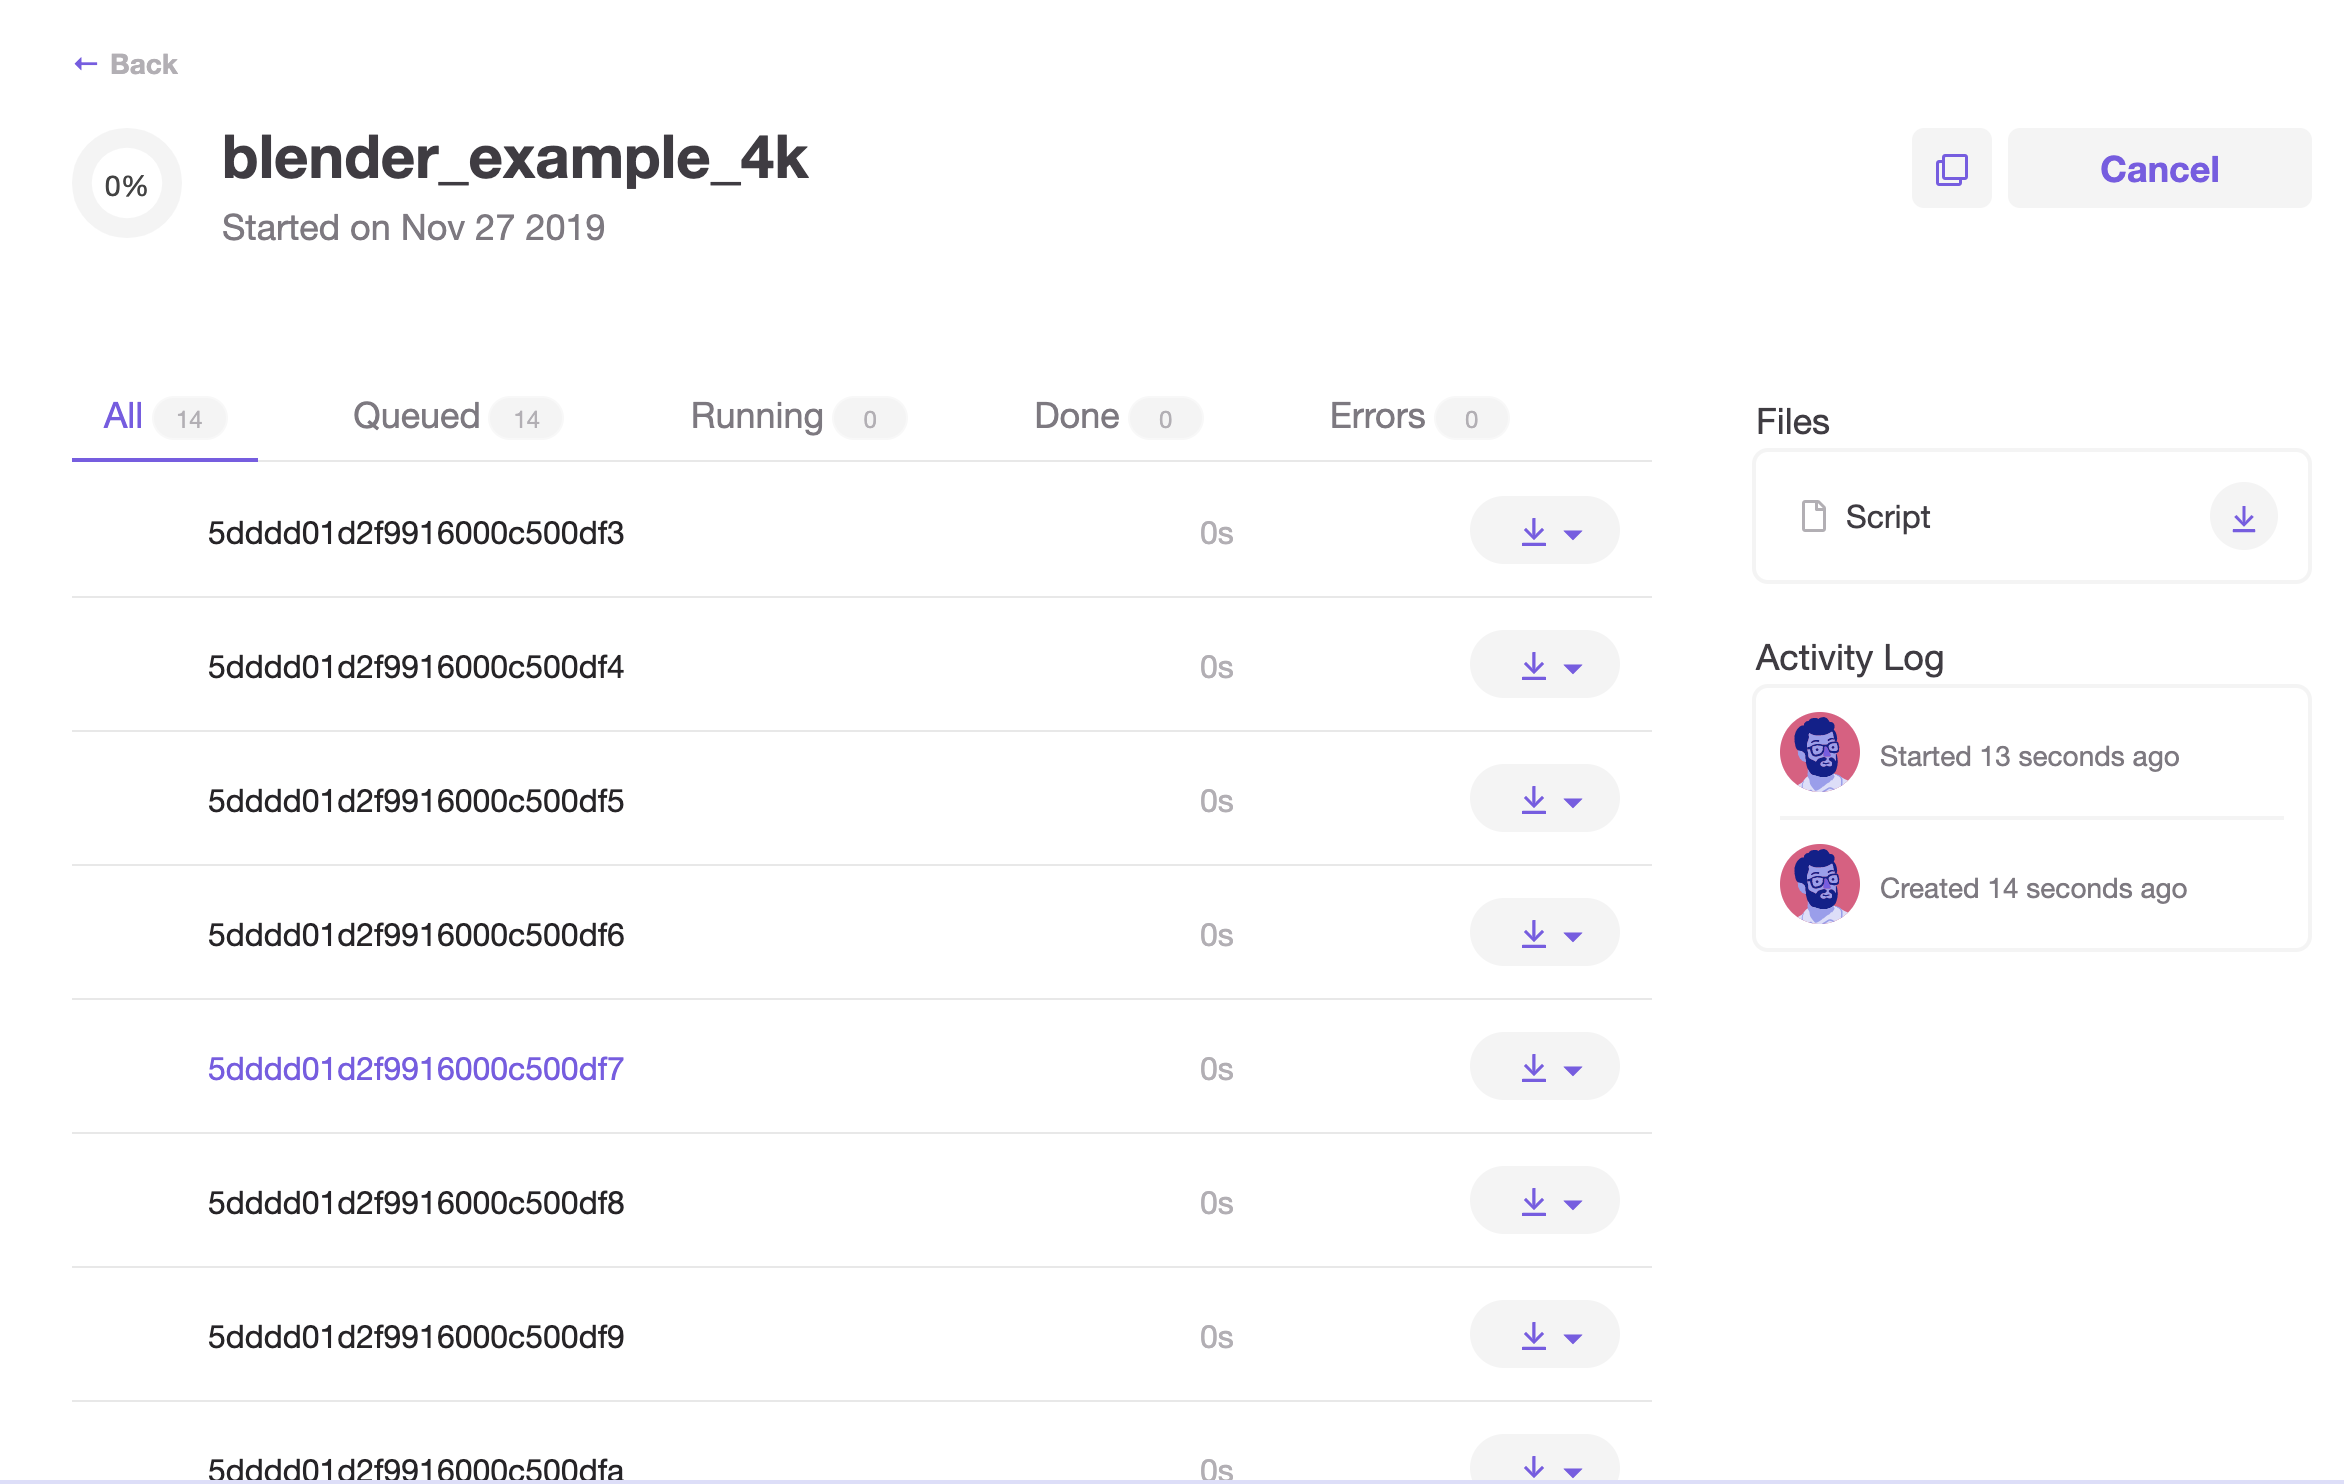 Back
0%
blender_example_4k
Started on Nov 27 2019
Cancel
All 14 Queued 14 Running 0 Done 0 Errors 0
5dddd01d2f9916000c500df3 0s
5dddd01d2f9916000c500df4 0s
5dddd01d2f9916000c500df5 0s
5dddd01d2f9916000c500df6 0s
5dddd01d2f9916000c500df7 0s
5dddd01d2f9916000c500df8 0s
5dddd01d2f9916000c500df9 0s
5dddd01d2f9916000c500dfa 0s
Files
Script
Activity Log
Started 13 seconds ago
Created 14 seconds ago